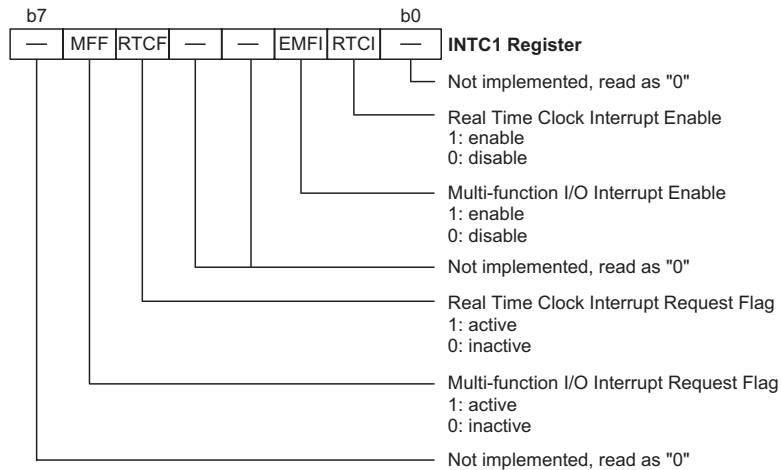 b7 b0
— MFF RTCF — — EMFI RTCI — INTC1 Register
Not implemented, read as "0"
Real Time Clock Interrupt Enable
1: enable
0: disable
Multi-function I/O Interrupt Enable
1: enable
0: disable
Not implemented, read as "0"
Real Time Clock Interrupt Request Flag
1: active
0: inactive
Multi-function I/O Interrupt Request Flag
1: active
0: inactive
Not implemented, read as "0"